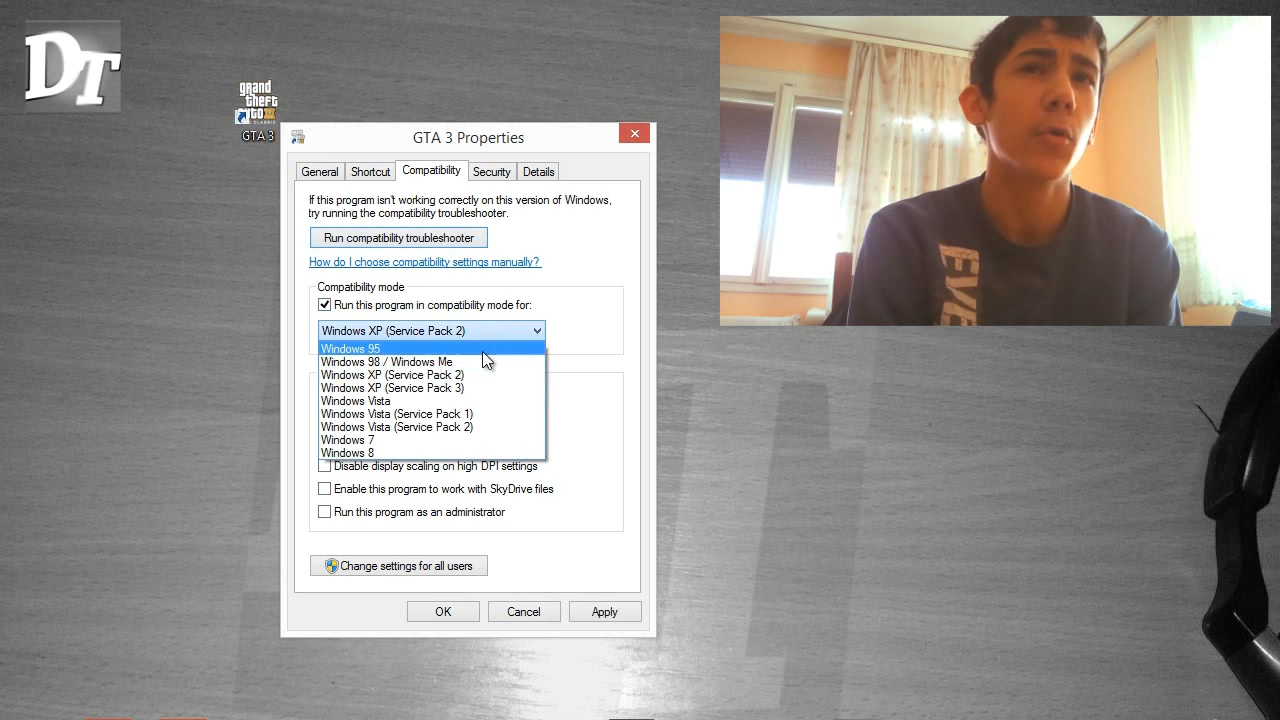 DT
grand
theft
auto III
CLASSIC
GTA 3
GTA 3 Properties
General Shortcut Compatibility Security Details
If this program isn't working correctly on this version of Windows,
try running the compatibility troubleshooter.
Run compatibility troubleshooter
How do I choose compatibility settings manually?
Compatibility mode
Run this program in compatibility mode for:
Windows XP (Service Pack 2)
Windows 95
Windows 98 / Windows Me
Windows XP (Service Pack 2)
Windows XP (Service Pack 3)
Windows Vista
Windows Vista (Service Pack 1)
Windows Vista (Service Pack 2)
Windows 7
Windows 8
Disable display scaling on high DPI settings
Enable this program to work with SkyDrive files
Run this program as an administrator
Change settings for all users
OK Cancel Apply